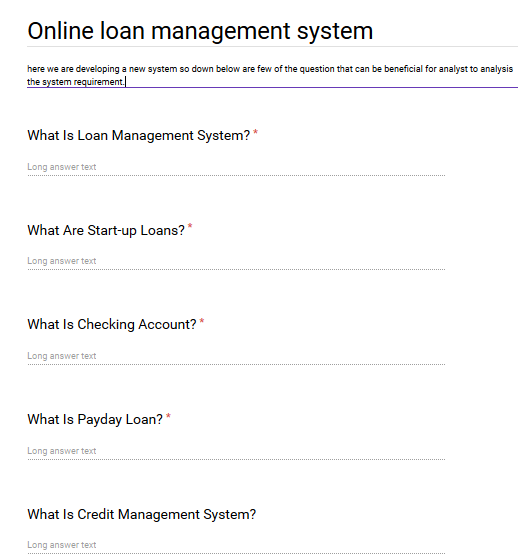 Online loan management system
here we are developing a new system so down below are few of the question that can be beneficial for analyst to analysis
the system requirement.
What Is Loan Management System? *
Long answer text
What Are Start-up Loans? *
Long answer text
What Is Checking Account? *
Long answer text
What Is Payday Loan? *
Long answer text
What Is Credit Management System?
Long answer text